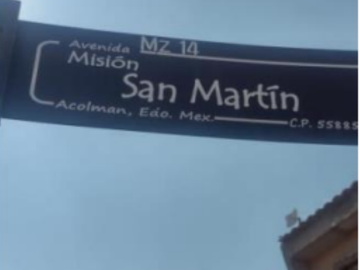 Avenida MZ 14
Misión
San Martín
Acolman, Edo. Mex. C.P. 55885